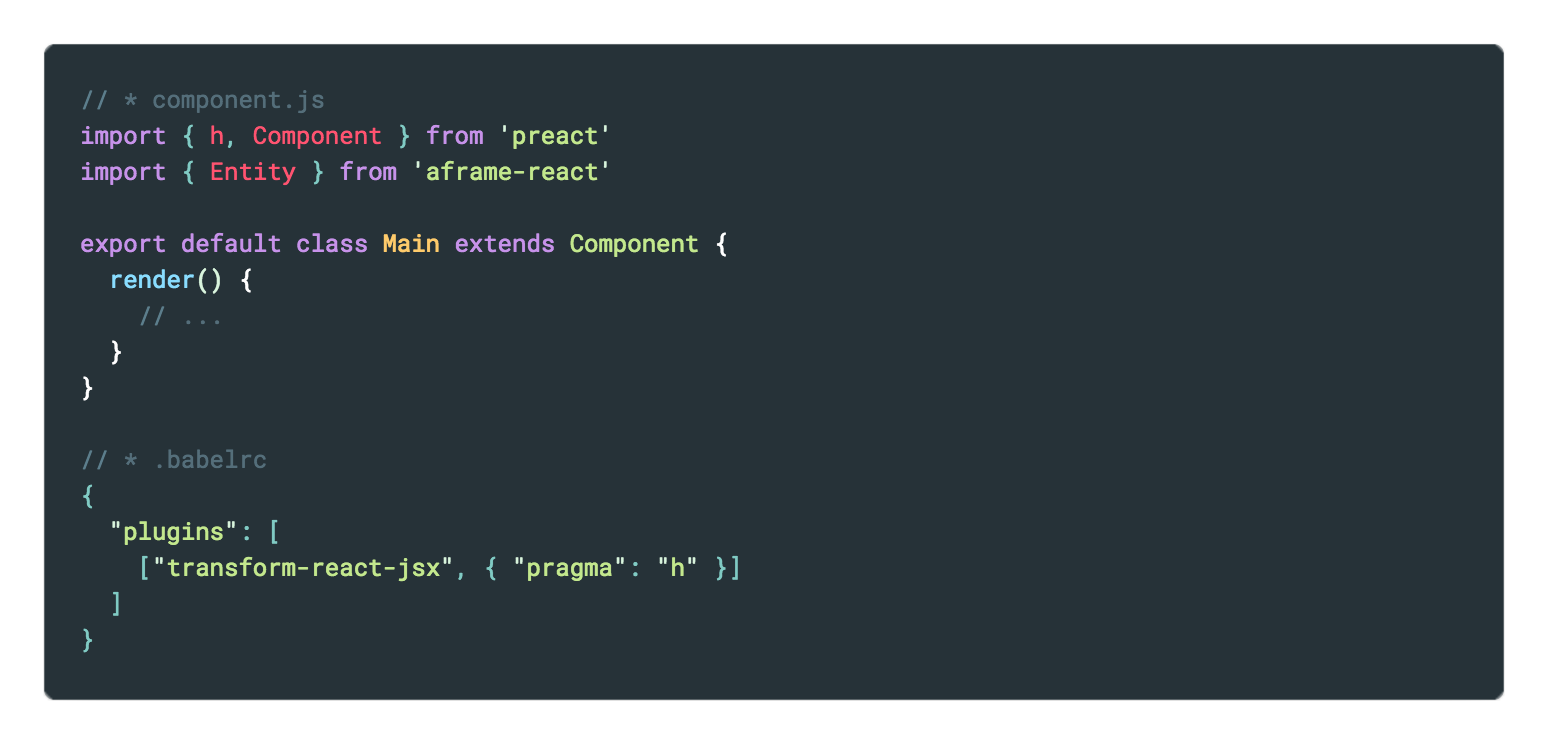 // * component.js
import { h, Component } from 'preact'
import { Entity } from 'aframe-react'

export default class Main extends Component {
  render() {
    // ...
  }
}

// * .babelrc
{
  "plugins": [
    ["transform-react-jsx", { "pragma": "h" }]
  ]
}